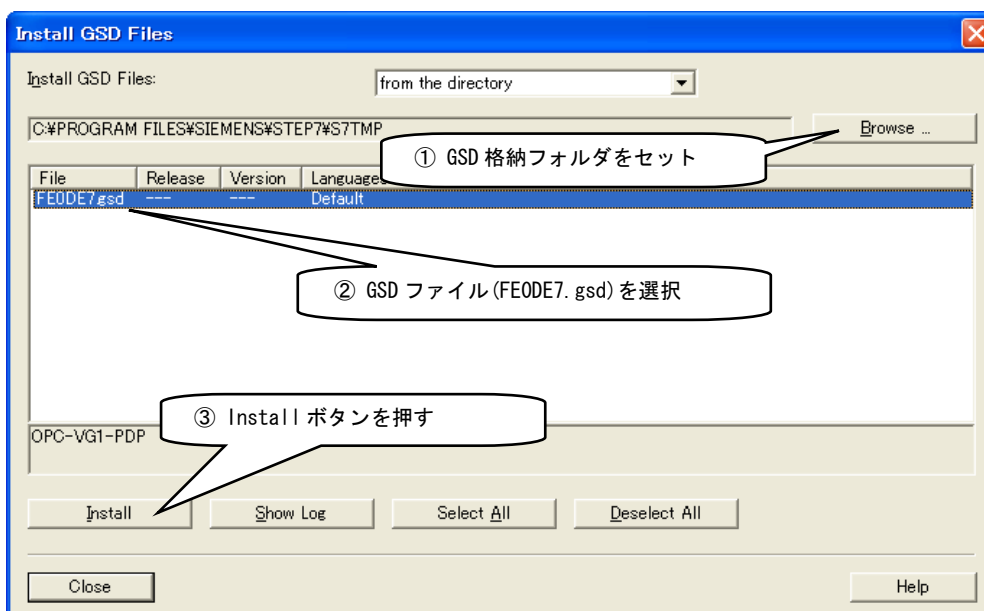 Install GSD Files
Install GSD Files:
from the directory
C:¥PROGRAM FILES¥SIEMENS¥STEP7¥S7TMP
Browse ...
① GSD 格納フォルダをセット
File Release Version Languages
FE0DE7.gsd --- --- Default
② GSD ファイル(FE0DE7.gsd)を選択
③ Install ボタンを押す
OPC-VG1-PDP
Install Show Log Select All Deselect All
Close Help